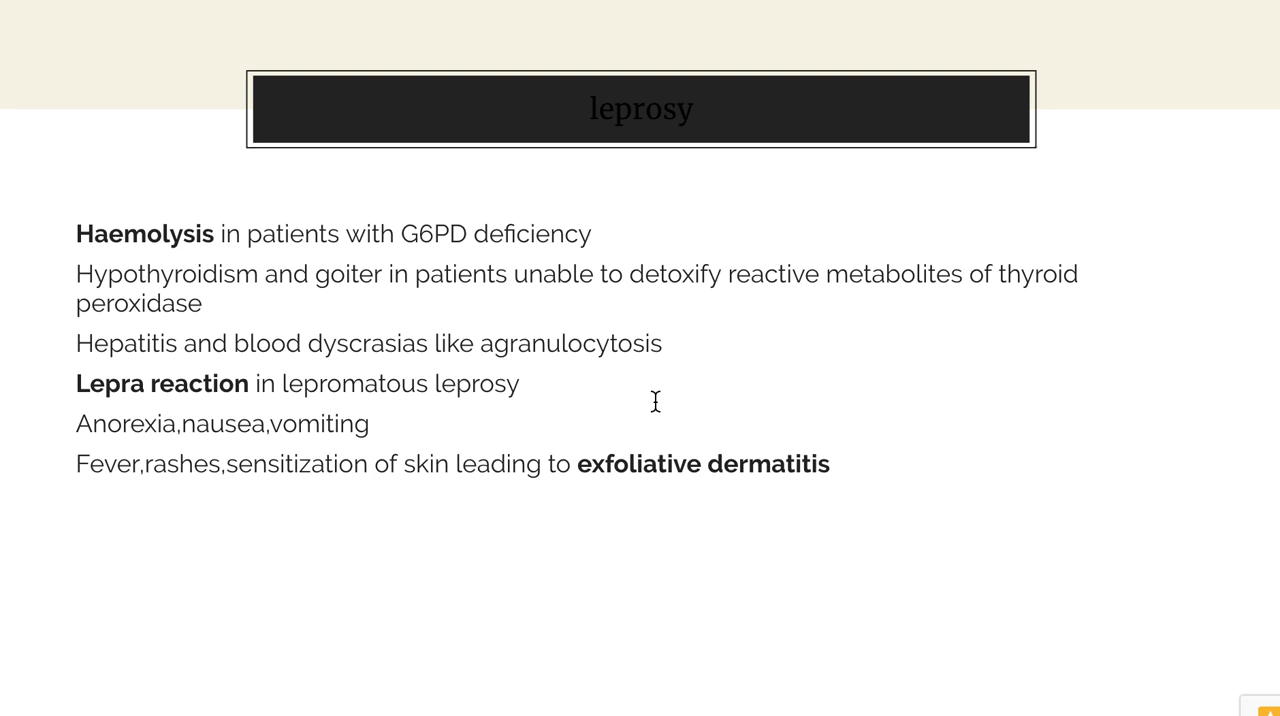 leprosy
Haemolysis in patients with G6PD deficiency
Hypothyroidism and goiter in patients unable to detoxify reactive metabolites of thyroid
peroxidase
Hepatitis and blood dyscrasias like agranulocytosis
Lepra reaction in lepromatous leprosy
Anorexia,nausea,vomiting
Fever,rashes,sensitization of skin leading to exfoliative dermatitis